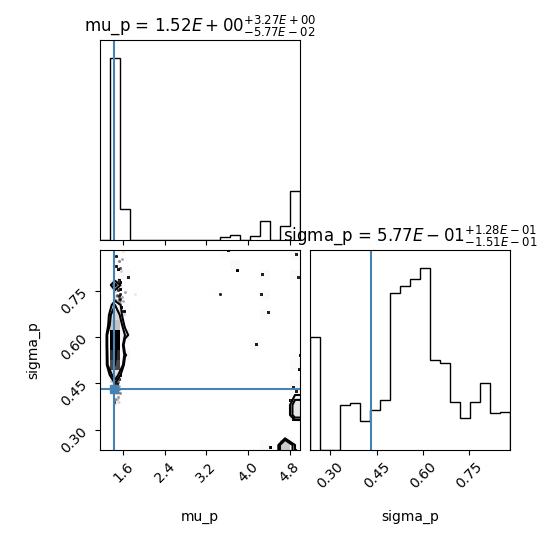 mu_p = 1.52E+00+3.27E+00−5.77E−02
sigma_p = 5.77E−01+1.28E−01−1.51E−01
sigma_p
0.75
0.60
0.45
0.30
1.6 2.4 3.2 4.0 4.8
0.30 0.45 0.60 0.75
mu_p
sigma_p